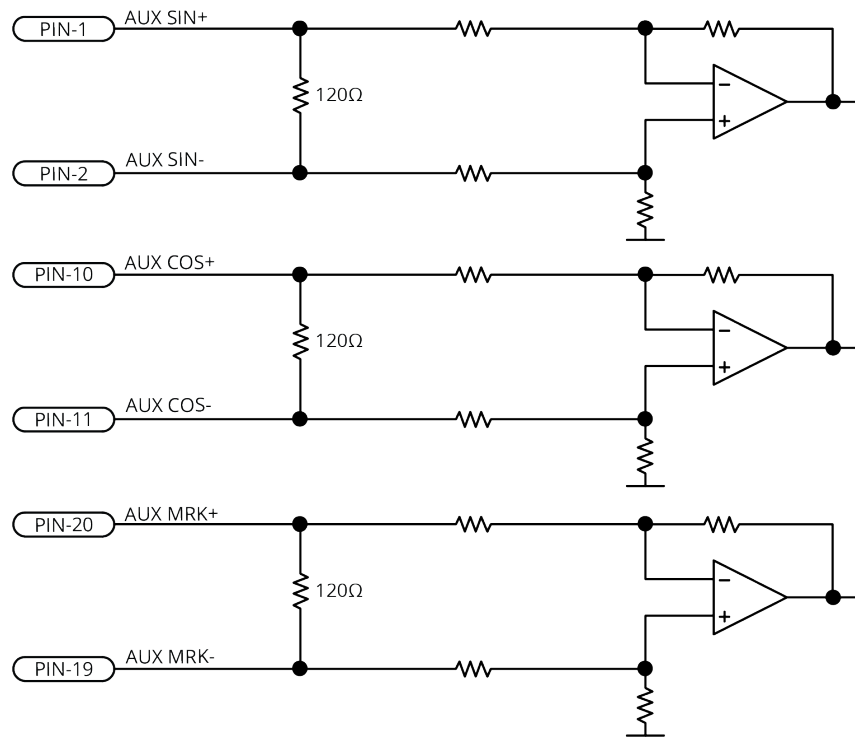 PIN-1 AUX SIN+
120Ω
PIN-2 AUX SIN-
−
+
PIN-10 AUX COS+
120Ω
PIN-11 AUX COS-
−
+
PIN-20 AUX MRK+
120Ω
PIN-19 AUX MRK-
−
+